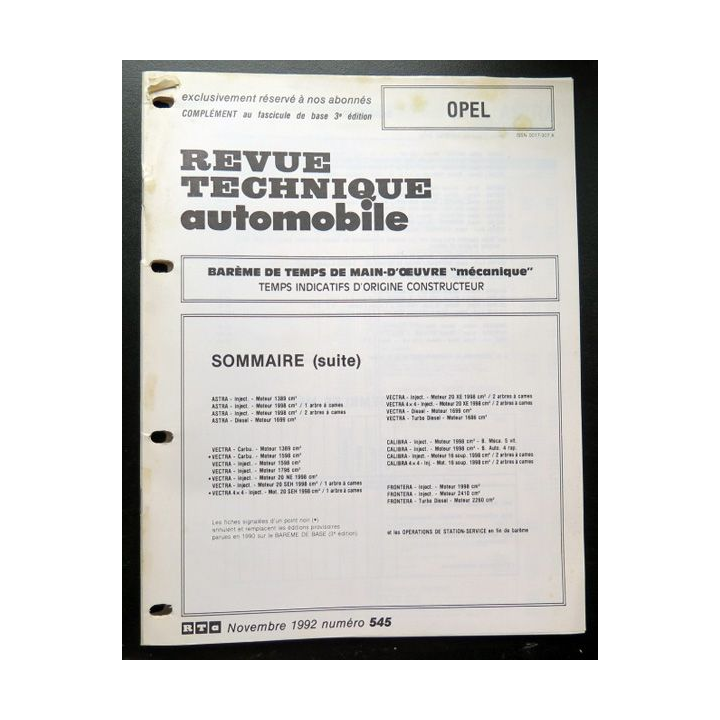 exclusivement réservé à nos abonnés
COMPLÉMENT au fascicule de base 3e édition
OPEL
REVUE
TECHNIQUE
automobile
BARÈME DE TEMPS DE MAIN-D'ŒUVRE "mécanique"
TEMPS INDICATIFS D'ORIGINE CONSTRUCTEUR
SOMMAIRE (suite)
ASTRA - Inject. - Moteur 1389 cm³
ASTRA - Inject. - Moteur 1998 cm³ / 1 arbre à cames
ASTRA - Inject. - Moteur 1998 cm³ / 2 arbres à cames
ASTRA - Diesel - Moteur 1699 cm³
VECTRA - Carbu. - Moteur 1389 cm³
• VECTRA - Carbu. - Moteur 1598 cm³
VECTRA - Inject. - Moteur 1598 cm³
VECTRA - Inject. - Moteur 1796 cm³
• VECTRA - Inject. - Moteur 20 NE 1998 cm³
VECTRA - Inject. - Moteur 20 SEH 1998 cm³ / 1 arbre à cames
• VECTRA 4x4 - Inject. - Mot. 20 SEH 1998 cm³ / 1 arbre à cames
Les fiches signalées d'un point noir (•)
annulent et remplacent les éditions provisoires
parues en 1990 sur le BARÈME DE BASE (3e édition)
VECTRA - Inject. - Moteur 20 XE 1998 cm³ / 2 arbres à cames
VECTRA 4x4 - Inject. - Moteur 20 XE 1998 cm³ / 2 arbres à cames
VECTRA - Diesel - Moteur 1698 cm³
VECTRA - Turbo Diesel - Moteur 1686 cm³
CALIBRA - Inject. - Moteur 1998 cm³ - B. Méca. 5 vit.
CALIBRA - Inject. - Moteur 1998 cm³ - B. Auto. 4 rap.
CALIBRA - Inject. - Moteur 16 soup. 1998 cm³ / 2 arbres à cames
CALIBRA 4x4 - Inj. - Mot. 16 soup. 1998 cm³ / 2 arbres à cames
FRONTERA - Inject. - Moteur 1998 cm³
FRONTERA - Inject. - Moteur 2410 cm³
FRONTERA - Turbo Diesel - Moteur 2260 cm³
et les OPERATIONS DE STATION-SERVICE en fin de barème
RTa Novembre 1992 numéro 545